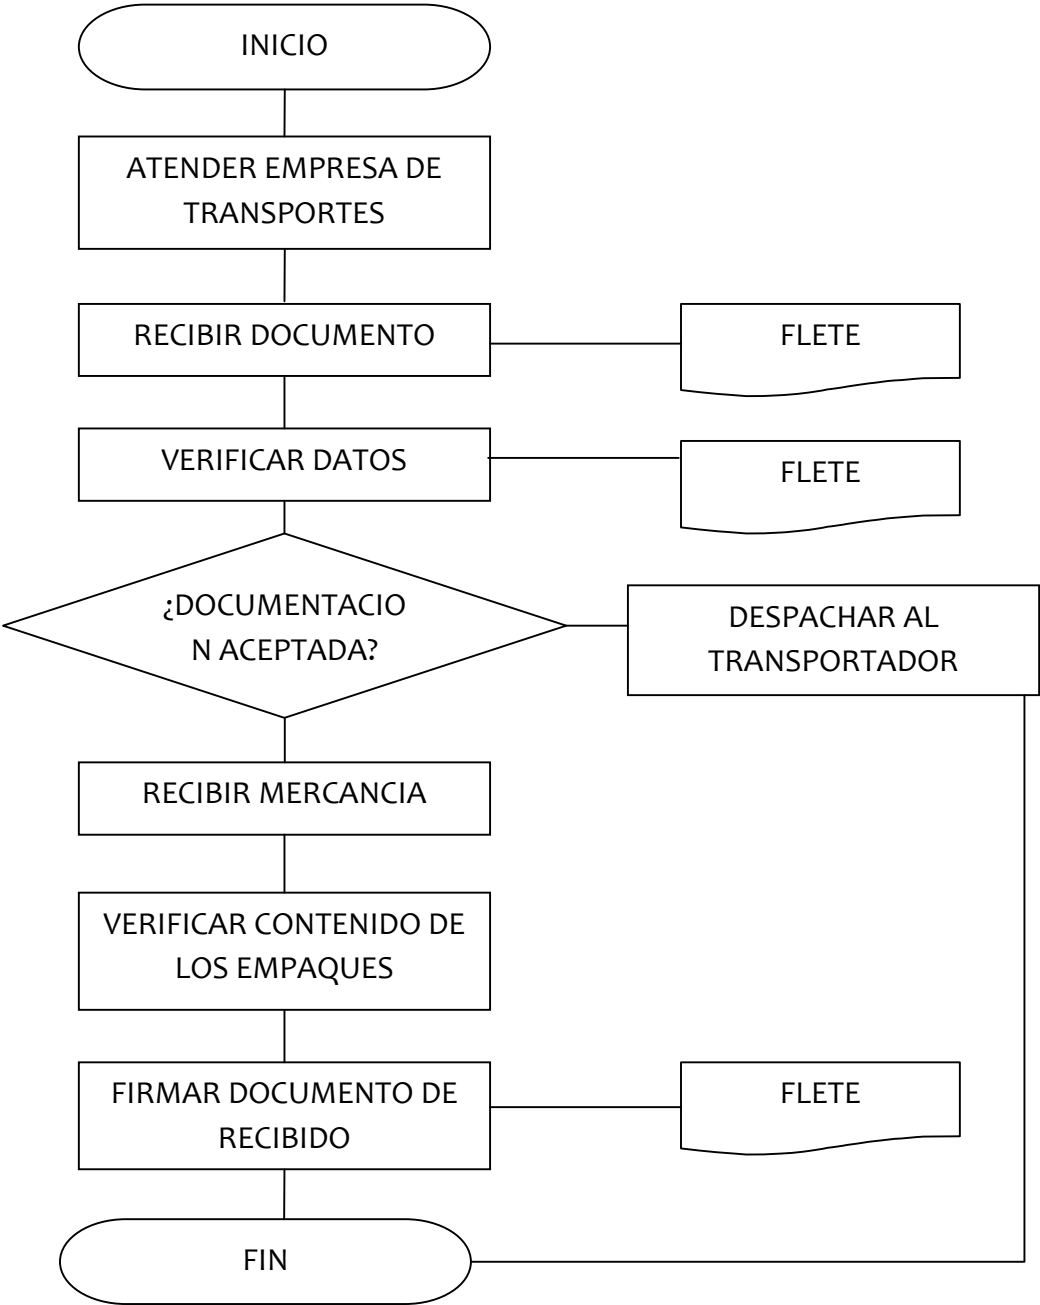 INICIO
ATENDER EMPRESA DE
TRANSPORTES
RECIBIR DOCUMENTO
FLETE
VERIFICAR DATOS
FLETE
¿DOCUMENTACIO
N ACEPTADA?
DESPACHAR AL
TRANSPORTADOR
RECIBIR MERCANCIA
VERIFICAR CONTENIDO DE
LOS EMPAQUES
FIRMAR DOCUMENTO DE
RECIBIDO
FLETE
FIN